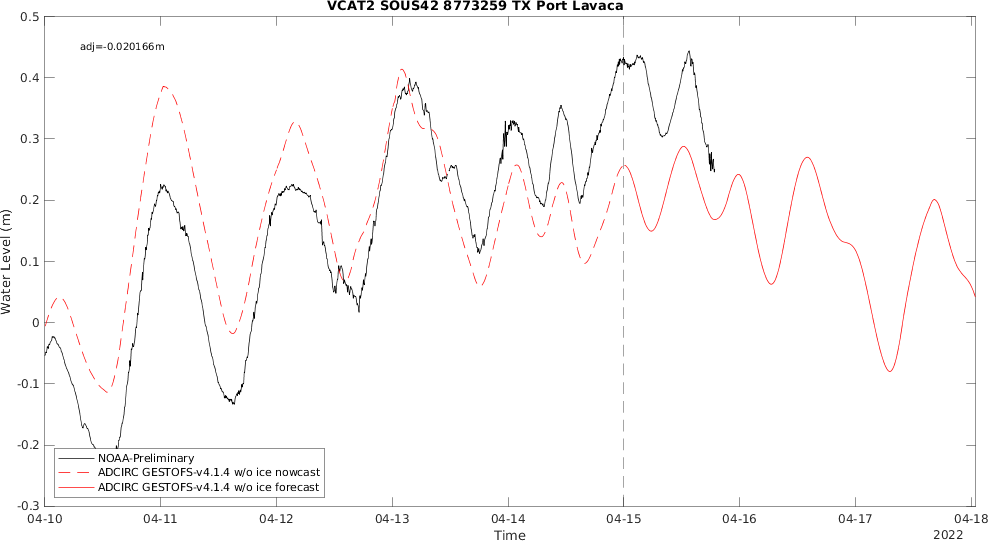 VCAT2 SOUS42 8773259 TX Port Lavaca
adj=-0.020166m
Water Level (m)
0.5
0.4
0.3
0.2
0.1
0
-0.1
-0.2
-0.3
NOAA-Preliminary
ADCIRC GESTOFS-v4.1.4 w/o ice nowcast
ADCIRC GESTOFS-v4.1.4 w/o ice forecast
04-10 04-11 04-12 04-13 04-14 04-15 04-16 04-17 04-18
Time
2022